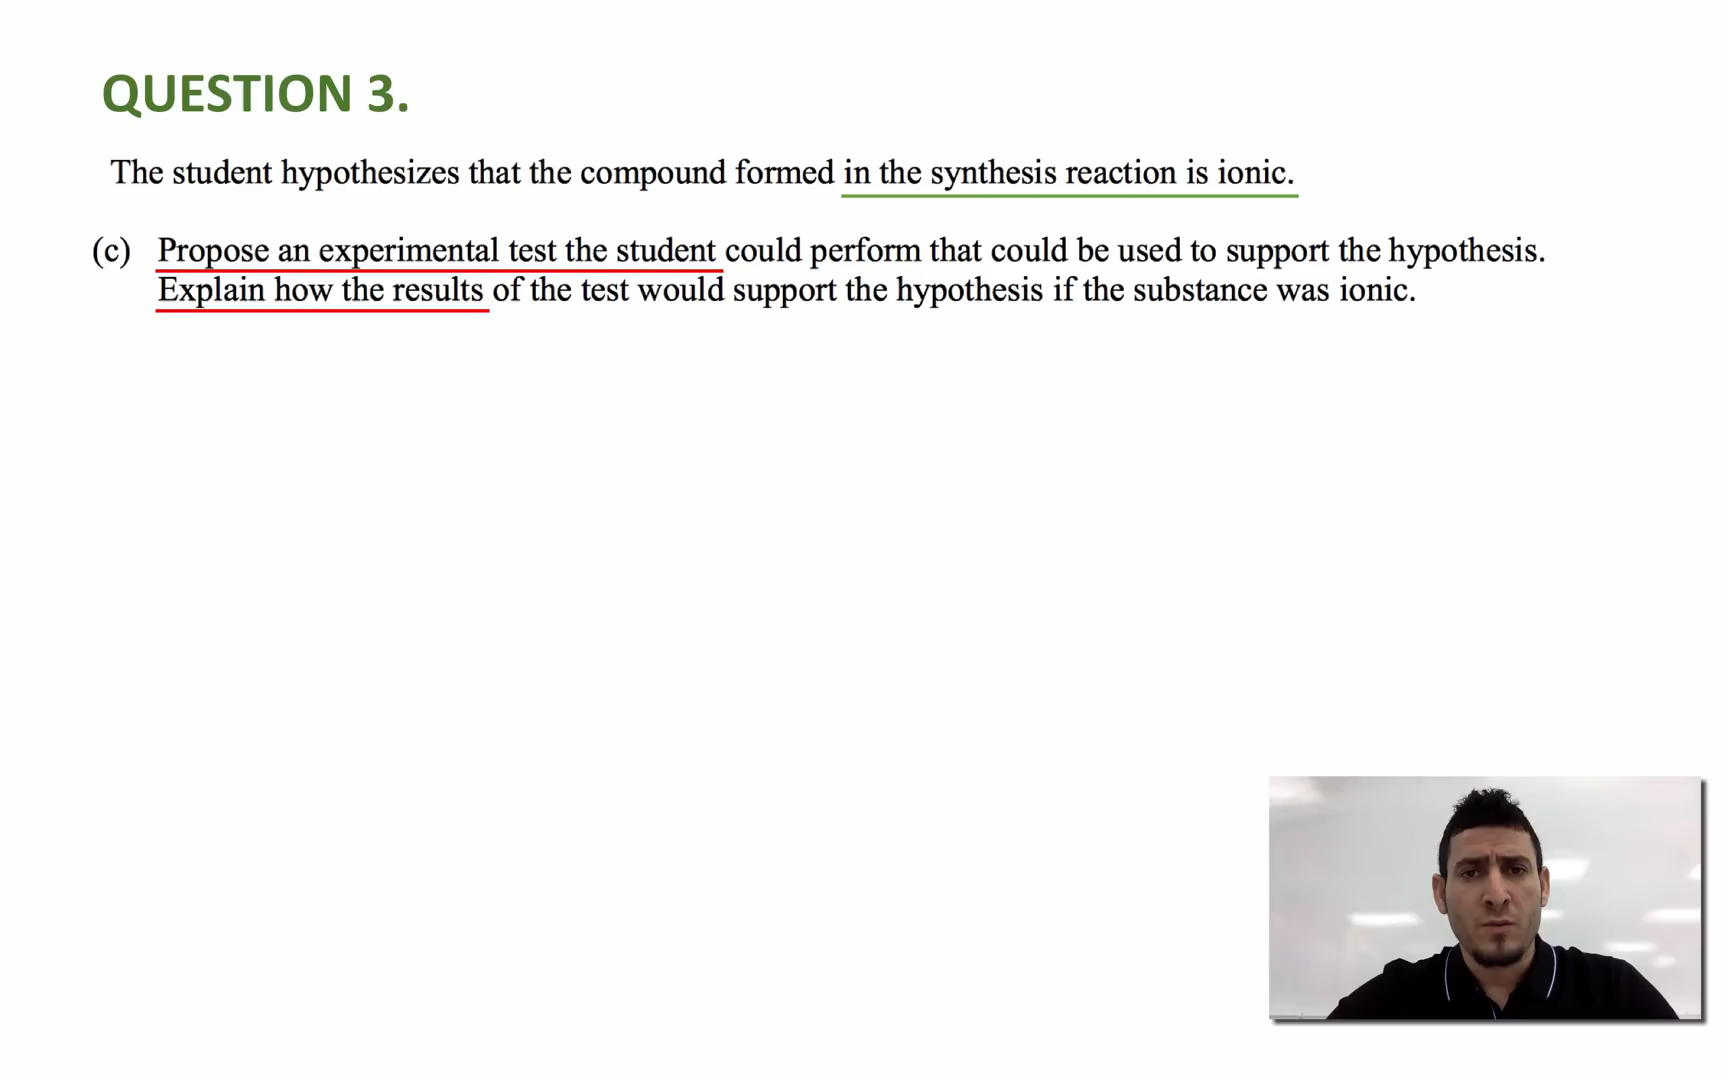 QUESTION 3.
The student hypothesizes that the compound formed in the synthesis reaction is ionic.
(c) Propose an experimental test the student could perform that could be used to support the hypothesis.
Explain how the results of the test would support the hypothesis if the substance was ionic.